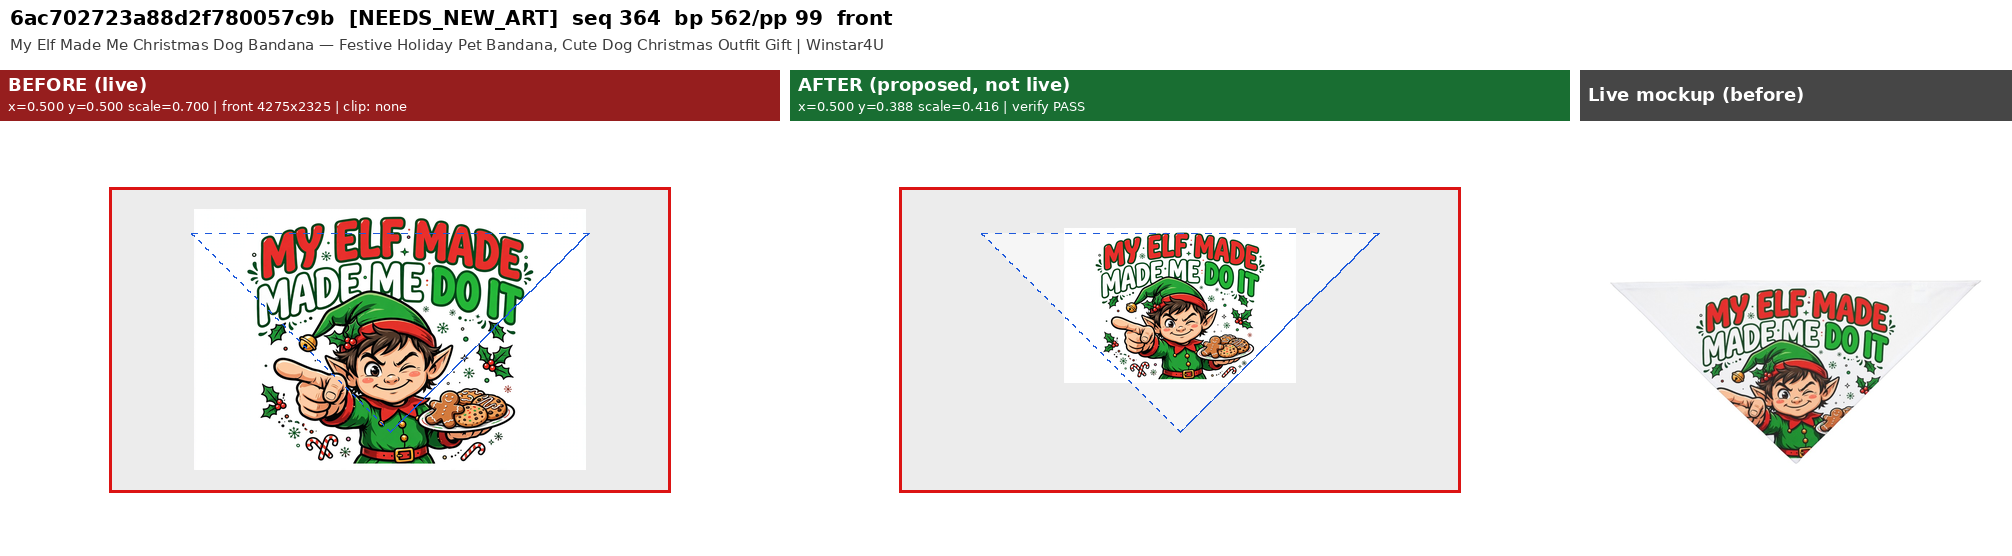 6ac702723a88d2f780057c9b [NEEDS_NEW_ART] seq 364 bp 562/pp 99 front
My Elf Made Me Christmas Dog Bandana — Festive Holiday Pet Bandana, Cute Dog Christmas Outfit Gift | Winstar4U
BEFORE (live)
x=0.500 y=0.500 scale=0.700 | front 4275x2325 | clip: none
AFTER (proposed, not live)
x=0.500 y=0.388 scale=0.416 | verify PASS
Live mockup (before)
MY ELF MADE
MADE ME DO IT
MY ELF MADE
MADE ME DO IT
MY ELF MADE
MADE ME DO IT